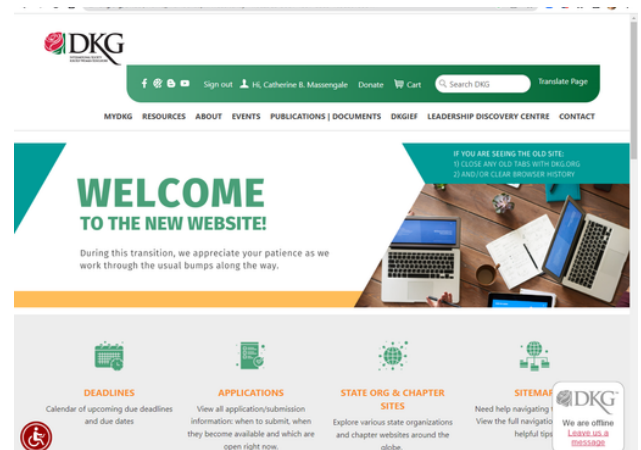 DKG
Sign out Hi, Catherine B. Massengale Donate Cart Search DKG Translate Page
MYDKG RESOURCES ABOUT EVENTS PUBLICATIONS | DOCUMENTS DKGIEF LEADERSHIP DISCOVERY CENTRE CONTACT
IF YOU ARE SEEING THE OLD SITE:
1) CLOSE ANY OLD TABS WITH DKG.ORG
2) AND/OR CLEAR BROWSER HISTORY
WELCOME
TO THE NEW WEBSITE!
During this transition, we appreciate your patience as we
work through the usual bumps along the way.
DEADLINES
Calendar of upcoming due deadlines
and due dates
APPLICATIONS
View all application/submission
information: when to submit, when
they become available and which are
open right now.
STATE ORG & CHAPTER
SITES
Explore various state organizations
and chapter websites around the
globe.
SITEMAP
Need help navigating
View the full
helpful tips
DKG
We are offline
Leave us a
message